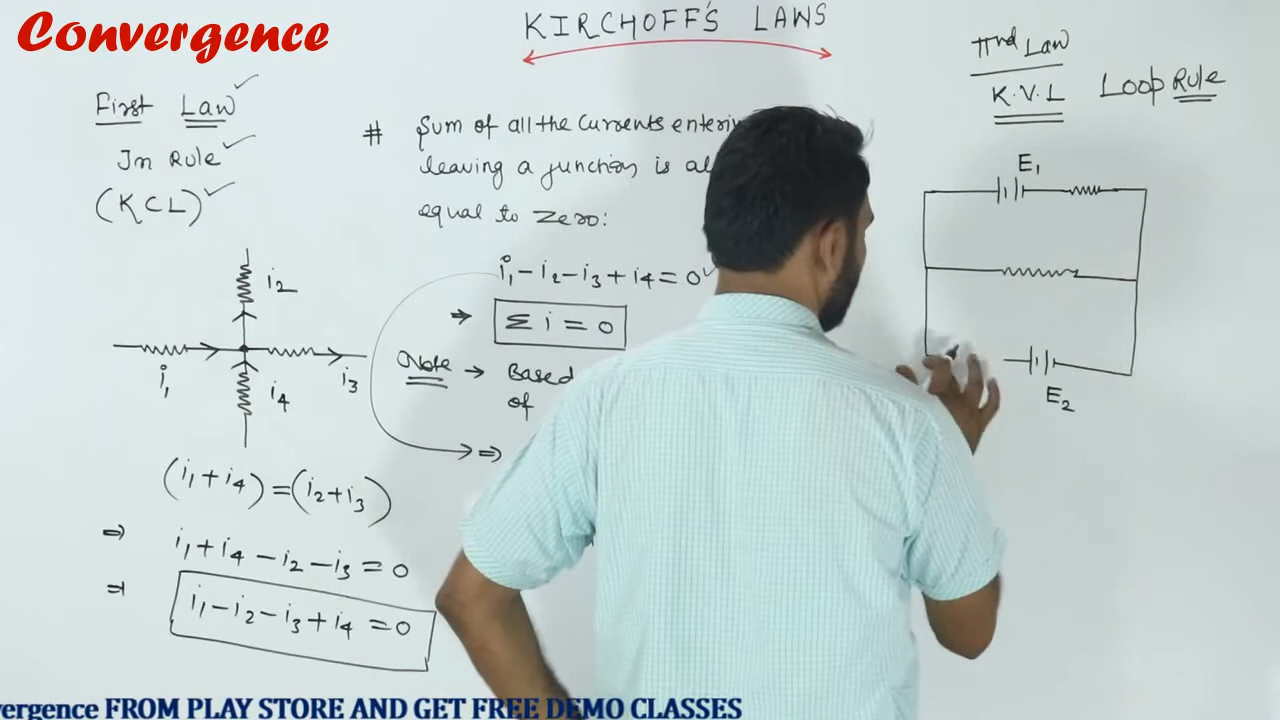 Convergence
KIRCHOFF'S LAWS
First Law
Jn Rule
(KCL)
# Sum of all the currents
leaving a junction is
equal to Zero:
i₁ - i₂ - i₃ + i₄ = 0
⇒ Σ i = 0
Note → Based
of
⇒
i₂
i₁
i₃
i₄
(i₁ + i₄) = (i₂ + i₃)
⇒ i₁ + i₄ - i₂ - i₃ = 0
⇒ i₁ - i₂ - i₃ + i₄ = 0
IInd Law
K.V.L Loop Rule
E₁
E₂
FROM PLAY STORE AND GET FREE DEMO CLASSES